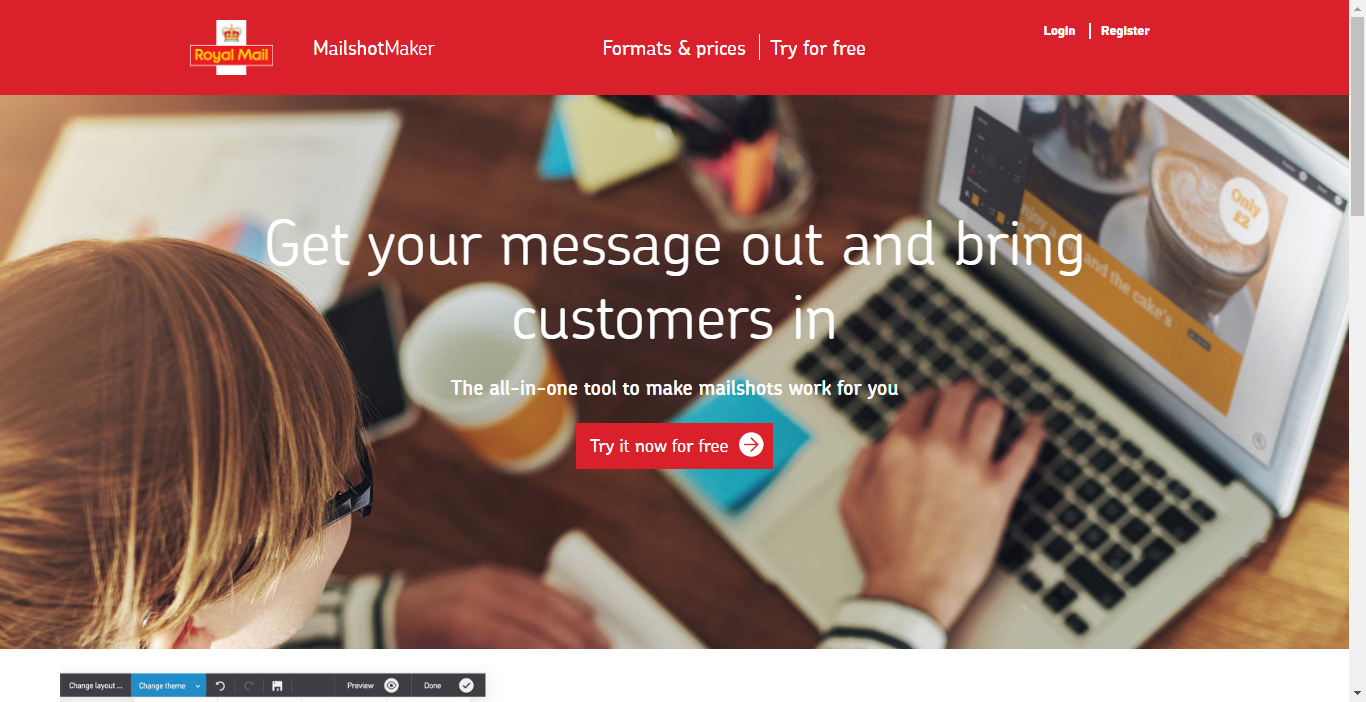 Royal Mail
MailshotMaker
Formats & prices
Try for free
Login
Register
Only
£2
and the cake's
Get your message out and bring
customers in
The all-in-one tool to make mailshots work for you
Try it now for free
Change layout ...
Change theme
Preview
Done